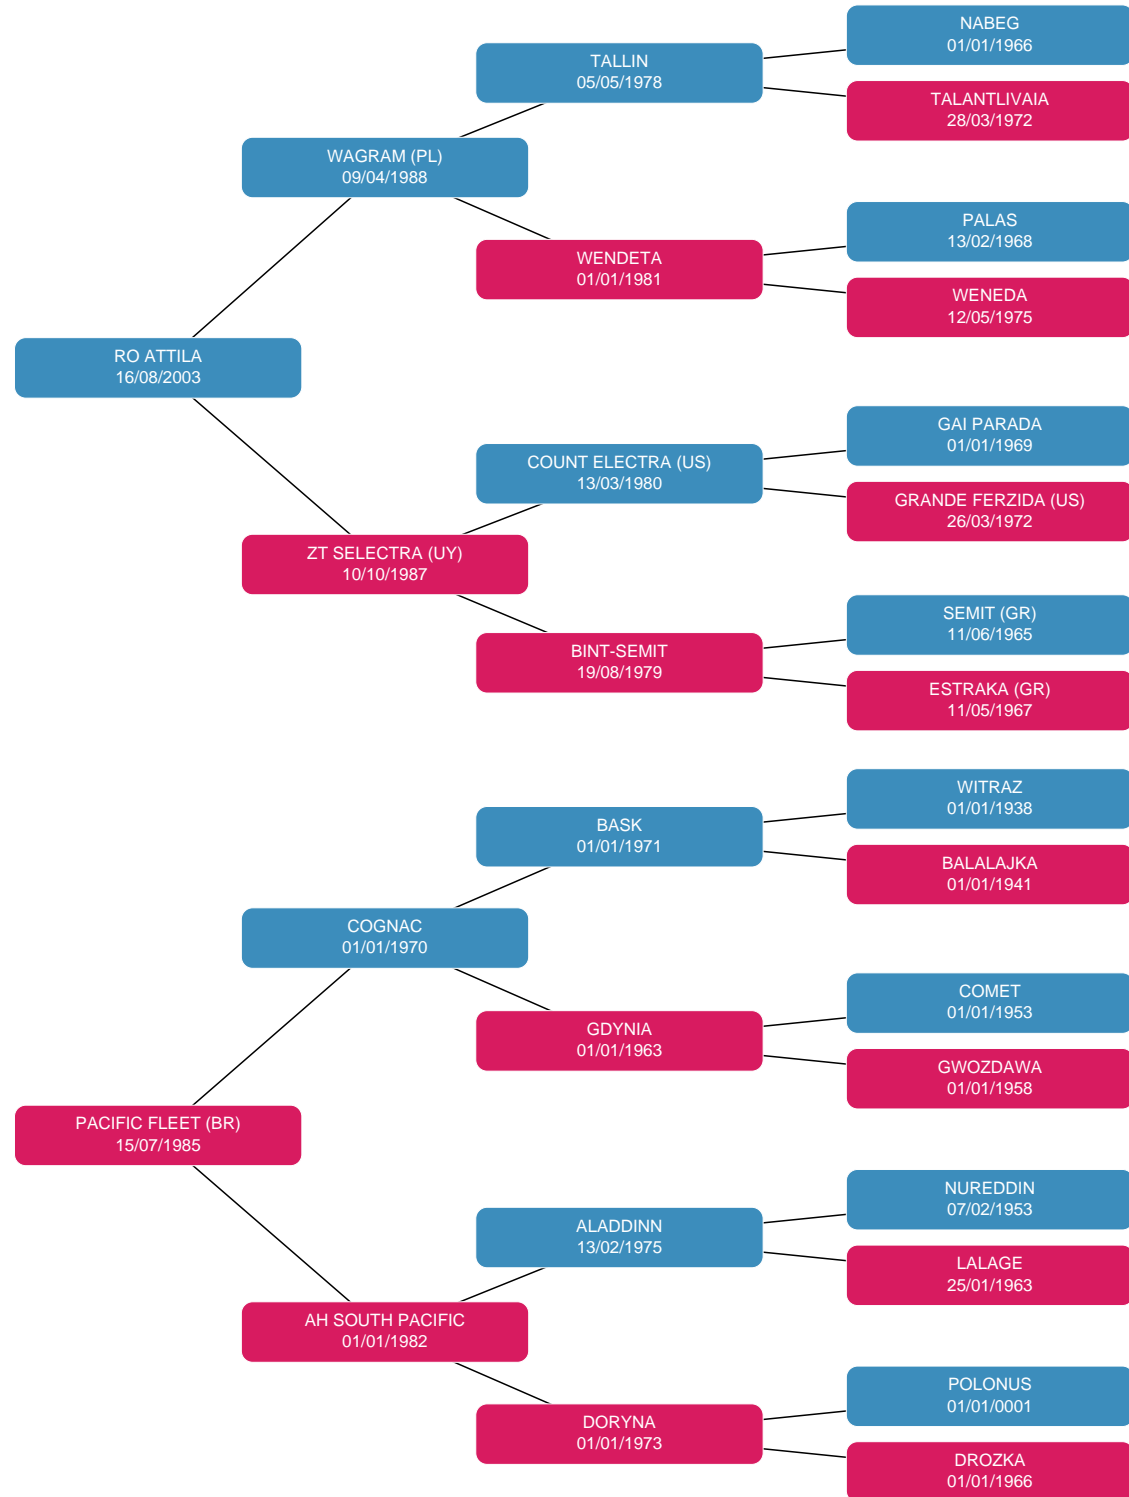 NABEG
01/01/1966
TALLIN
05/05/1978
TALANTLIVAIA
28/03/1972
WAGRAM (PL)
09/04/1988
PALAS
13/02/1968
WENDETA
01/01/1981
WENEDA
12/05/1975
RO ATTILA
16/08/2003
GAI PARADA
01/01/1969
COUNT ELECTRA (US)
13/03/1980
GRANDE FERZIDA (US)
26/03/1972
ZT SELECTRA (UY)
10/10/1987
SEMIT (GR)
11/06/1965
BINT-SEMIT
19/08/1979
ESTRAKA (GR)
11/05/1967
WITRAZ
01/01/1938
BASK
01/01/1971
BALALAJKA
01/01/1941
COGNAC
01/01/1970
COMET
01/01/1953
GDYNIA
01/01/1963
GWOZDAWA
01/01/1958
PACIFIC FLEET (BR)
15/07/1985
NUREDDIN
07/02/1953
ALADDINN
13/02/1975
LALAGE
25/01/1963
AH SOUTH PACIFIC
01/01/1982
POLONUS
01/01/0001
DORYNA
01/01/1973
DROZKA
01/01/1966